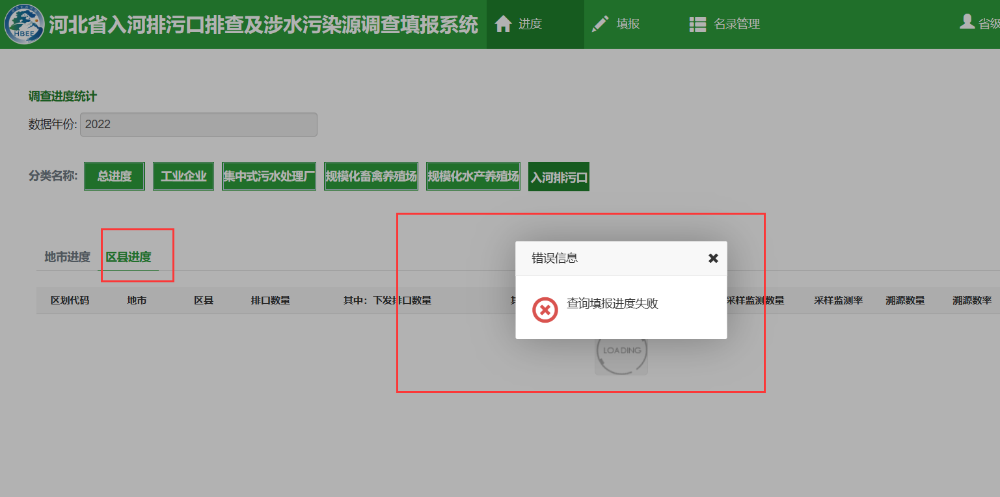 HBEE
河北省入河排污口排查及涉水污染源调查填报系统
进度
填报
名录管理
省级
调查进度统计
数据年份: 2022
分类名称: 总进度 工业企业 集中式污水处理厂 规模化畜禽养殖场 规模化水产养殖场 入河排污口
地市进度 区县进度
错误信息
区划代码 地市 区县 排口数量 其中：下发排口数量 采样监测数量 采样监测率 溯源数量 溯源数率
查询填报进度失败
LOADING